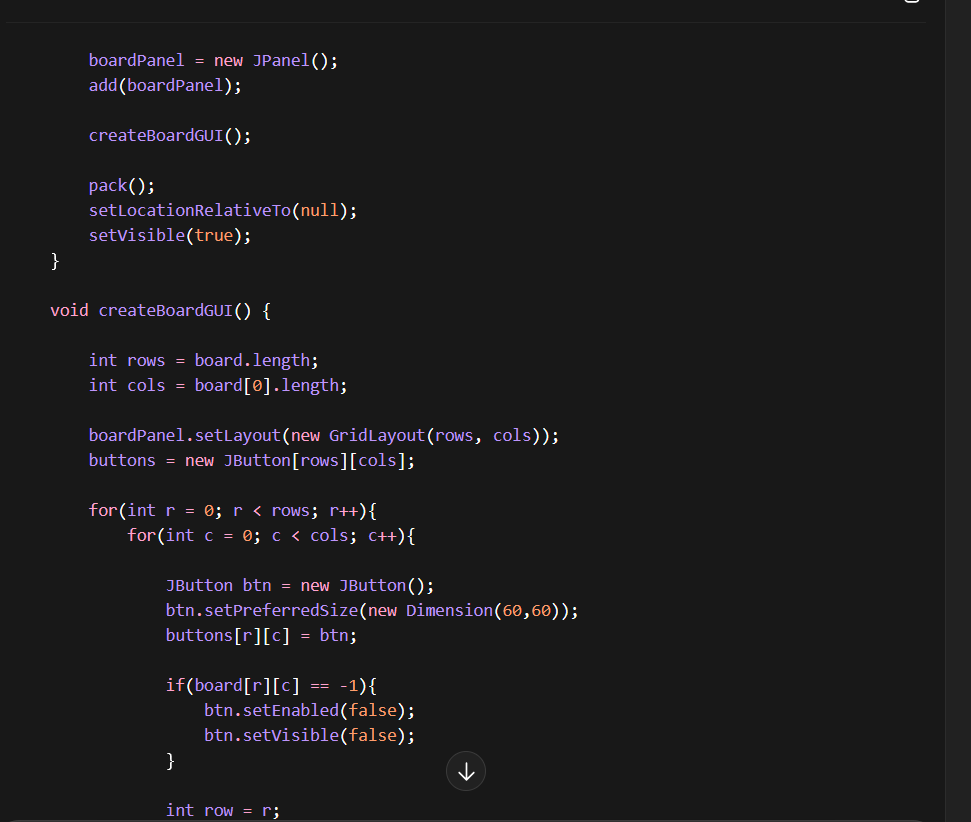 boardPanel = new JPanel();
add(boardPanel);
createBoardGUI();
pack();
setLocationRelativeTo(null);
setVisible(true);
}
void createBoardGUI() {
int rows = board.length;
int cols = board[0].length;
boardPanel.setLayout(new GridLayout(rows, cols));
buttons = new JButton[rows][cols];
for(int r = 0; r < rows; r++){
for(int c = 0; c < cols; c++){
JButton btn = new JButton();
btn.setPreferredSize(new Dimension(60,60));
buttons[r][c] = btn;
if(board[r][c] == -1){
btn.setEnabled(false);
btn.setVisible(false);
}
int row = r;